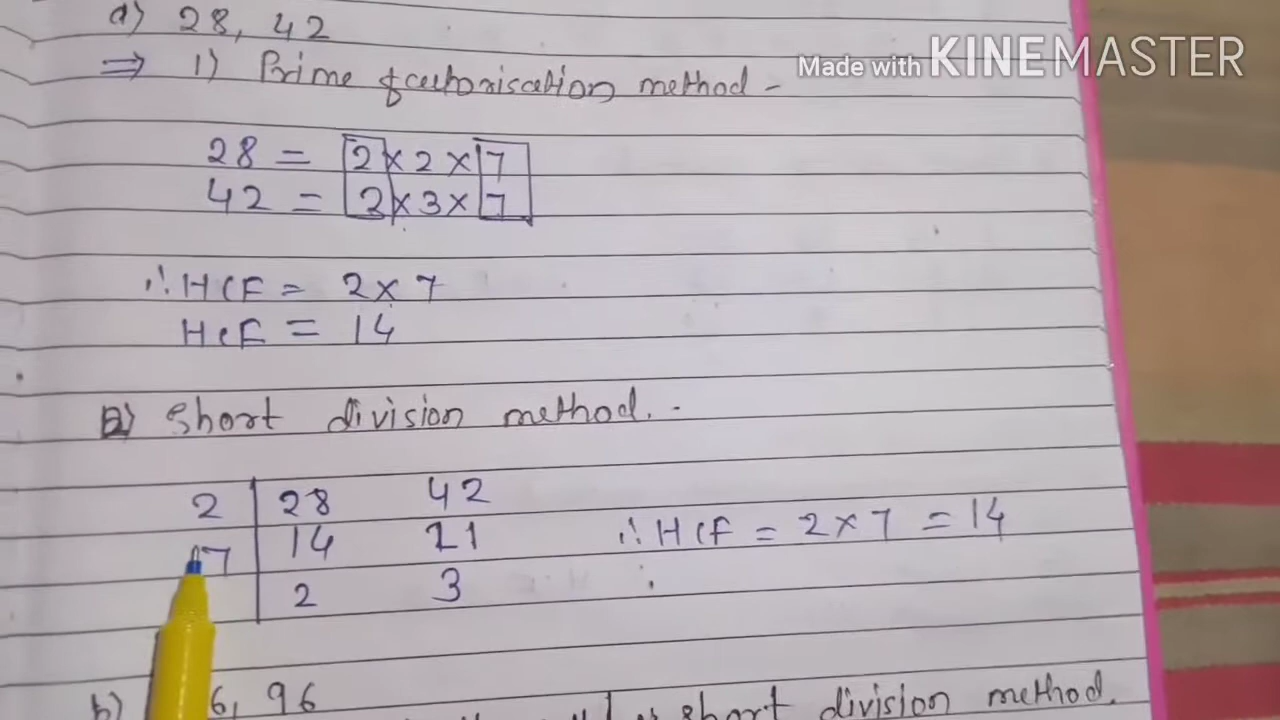 a) 28, 42
Made with KINEMASTER
⇒ 1) Prime factorisation method -
28 = 2 × 2 × 7
42 = 2 × 3 × 7
∴ HCF = 2 × 7
HCF = 14
2) Short division method. -
2 | 28 42
7 | 14 21 ∴ HCF = 2 × 7 = 14
2 3
b) 6, 96
short division method.